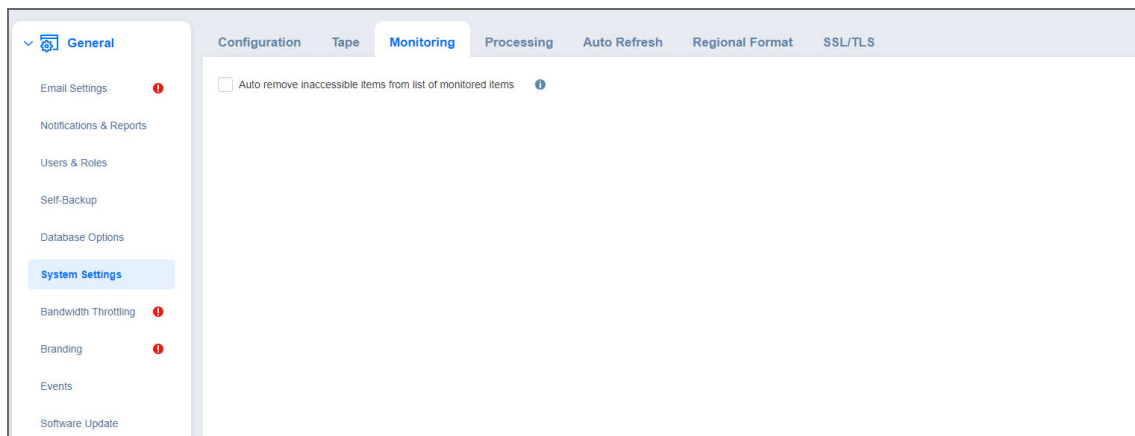 General
Configuration Tape Monitoring Processing Auto Refresh Regional Format SSL/TLS
Email Settings
Auto remove inaccessible items from list of monitored items
Notifications & Reports
Users & Roles
Self-Backup
Database Options
System Settings
Bandwidth Throttling
Branding
Events
Software Update